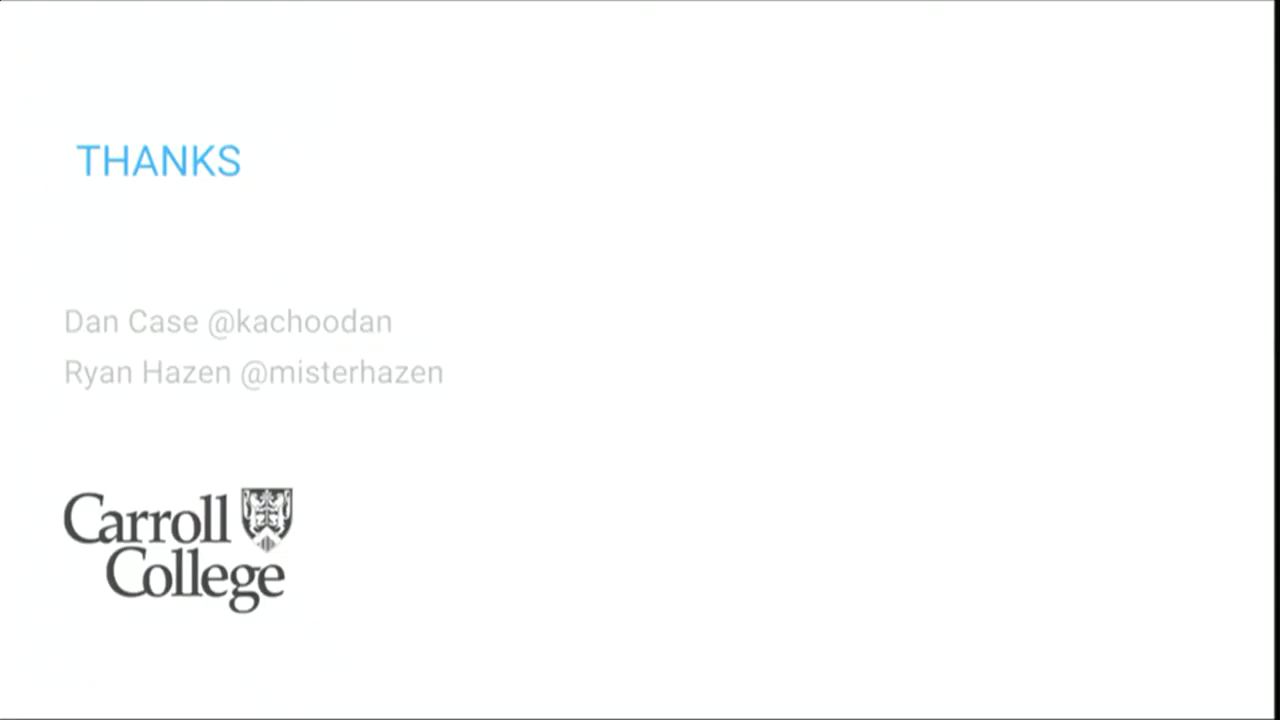 THANKS
Dan Case @kachoodan
Ryan Hazen @misterhazen
Carroll
College